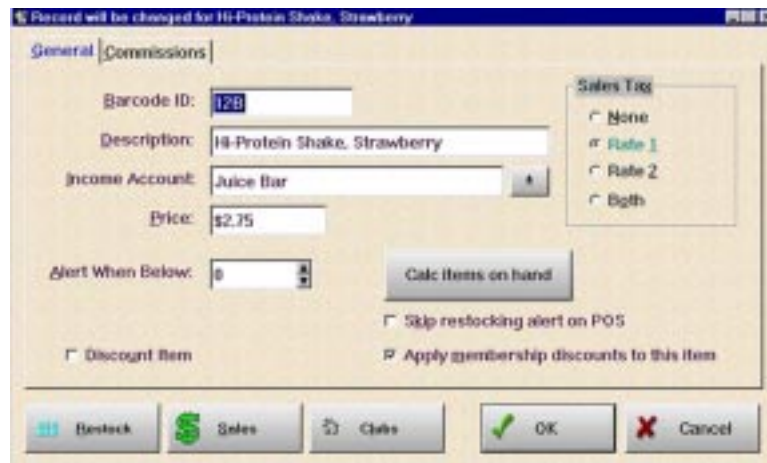 Record will be changed for Hi-Protein Shake, Strawberry
General Commissions
Barcode ID: 12B
Description: Hi-Protein Shake, Strawberry
Income Account: Juice Bar
Price: $2.75
Alert When Below: 0
Sales Tax
None
Rate 1
Rate 2
Both
Calc items on hand
Skip restocking alert on POS
Discount Item
Apply membership discounts to this item
Restock Sales Clubs OK Cancel